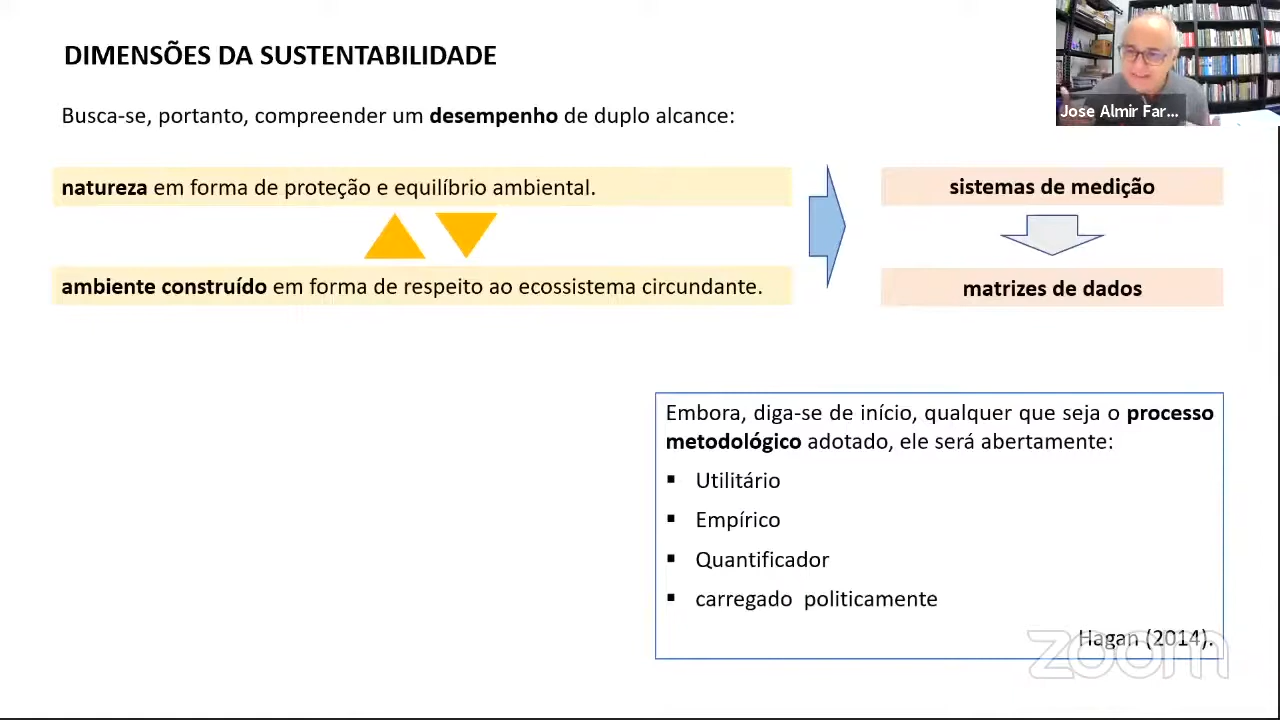 DIMENSÕES DA SUSTENTABILIDADE
Jose Almir Far...
Busca-se, portanto, compreender um desempenho de duplo alcance:
natureza em forma de proteção e equilíbrio ambiental.
sistemas de medição
ambiente construído em forma de respeito ao ecossistema circundante.
matrizes de dados
Embora, diga-se de início, qualquer que seja o processo
metodológico adotado, ele será abertamente:
▪ Utilitário
▪ Empírico
▪ Quantificador
▪ carregado politicamente
Hagan (2014).
zoom